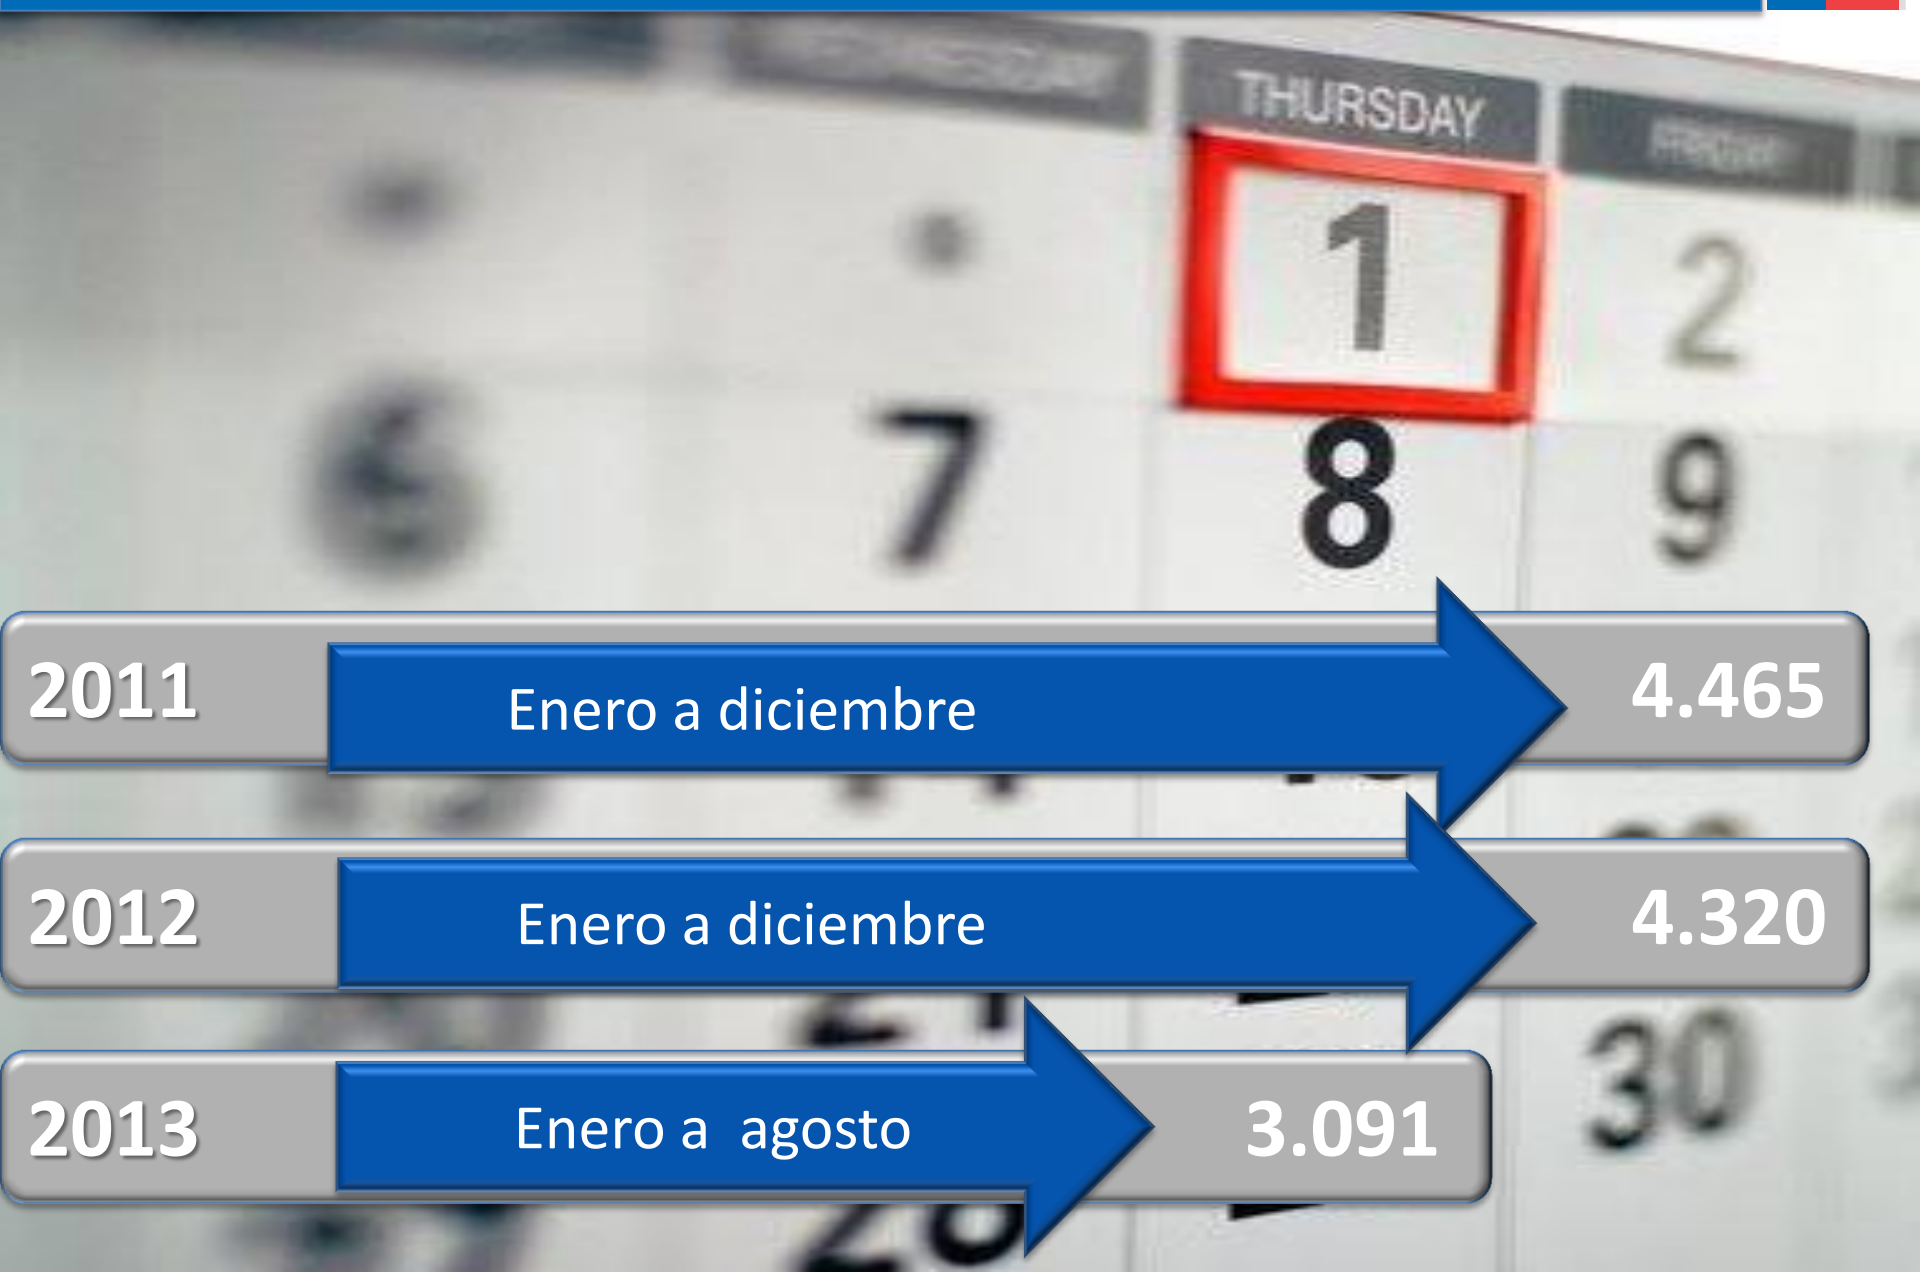 THURSDAY
1
2
6
7
8
9
2011 Enero a diciembre 4.465
2012 Enero a diciembre 4.320
30
2013 Enero a  agosto 3.091